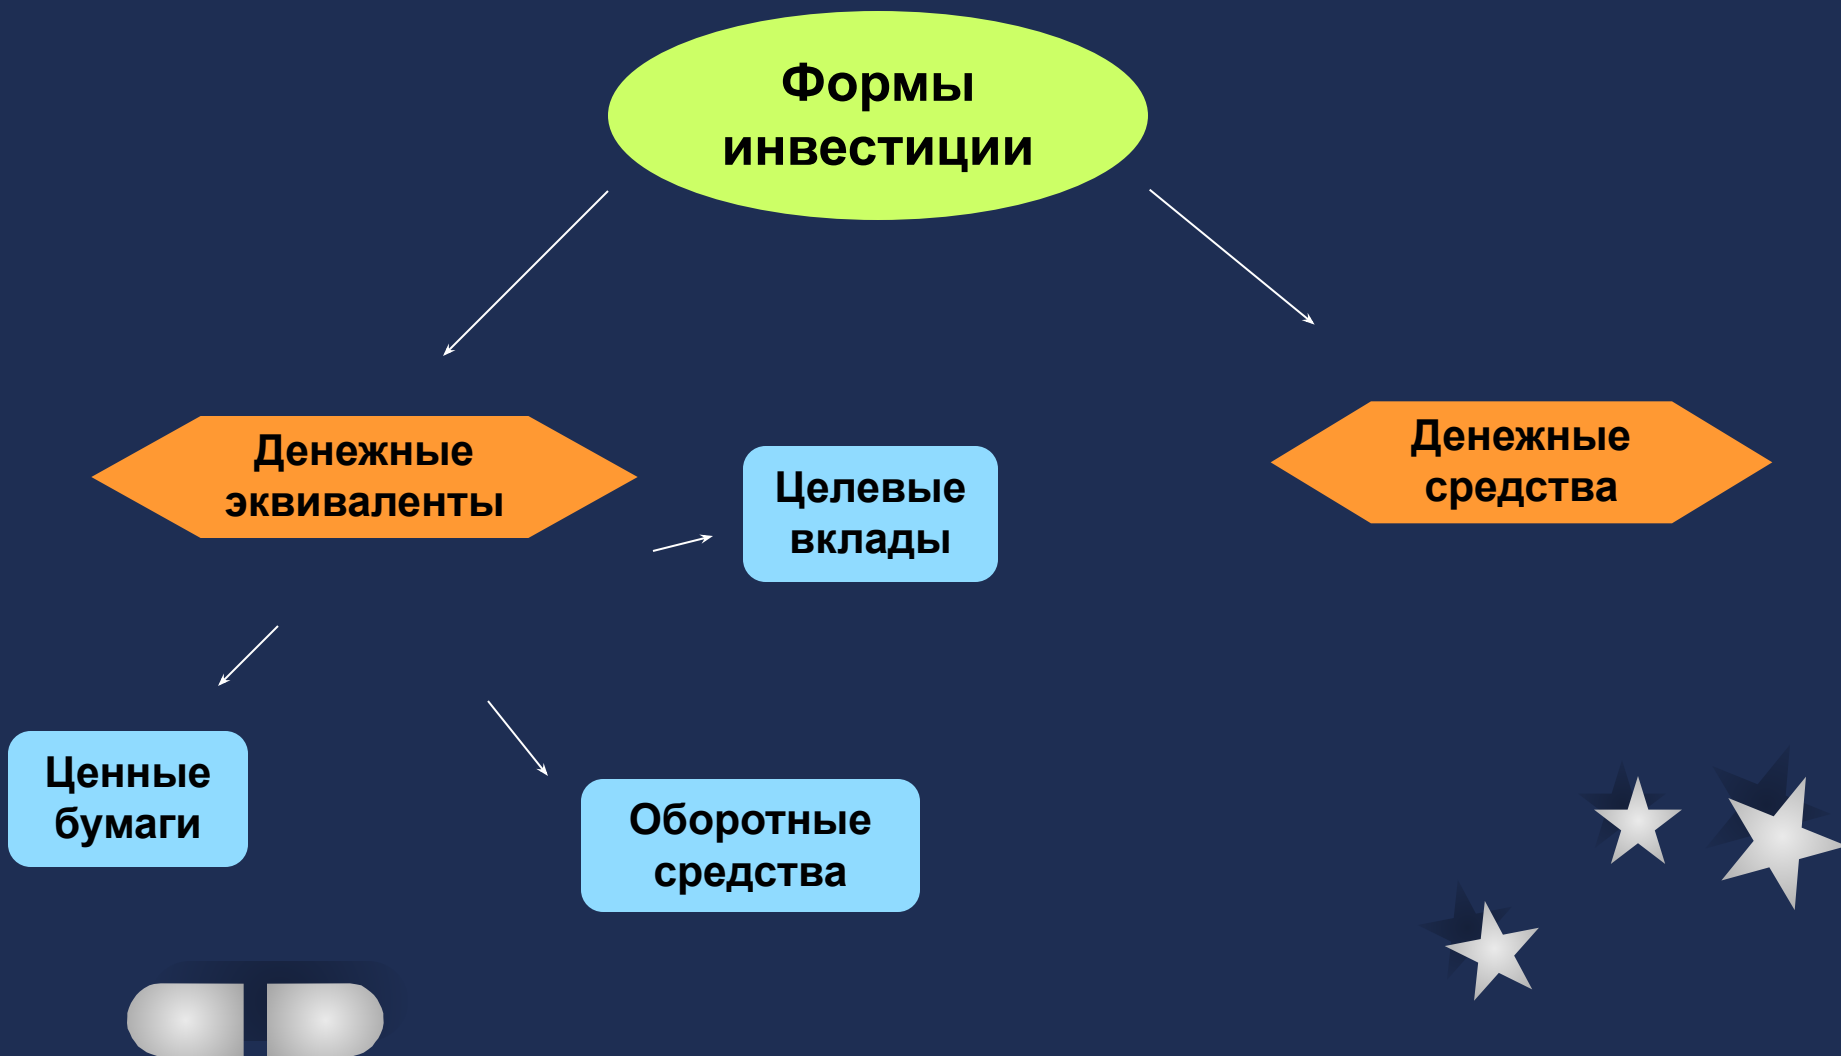 Формы
инвестиции
Денежные
эквиваленты
Целевые
вклады
Денежные
средства
Ценные
бумаги
Оборотные
средства